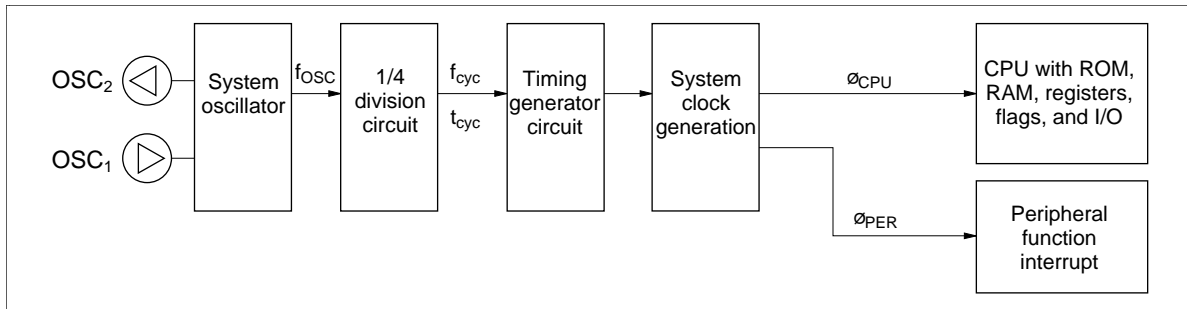 OSC2
OSC1
System
oscillator
fOSC
1/4
division
circuit
fcyc
tcyc
Timing
generator
circuit
System
clock
generation
øCPU
øPER
CPU with ROM,
RAM, registers,
flags, and I/O
Peripheral
function
interrupt